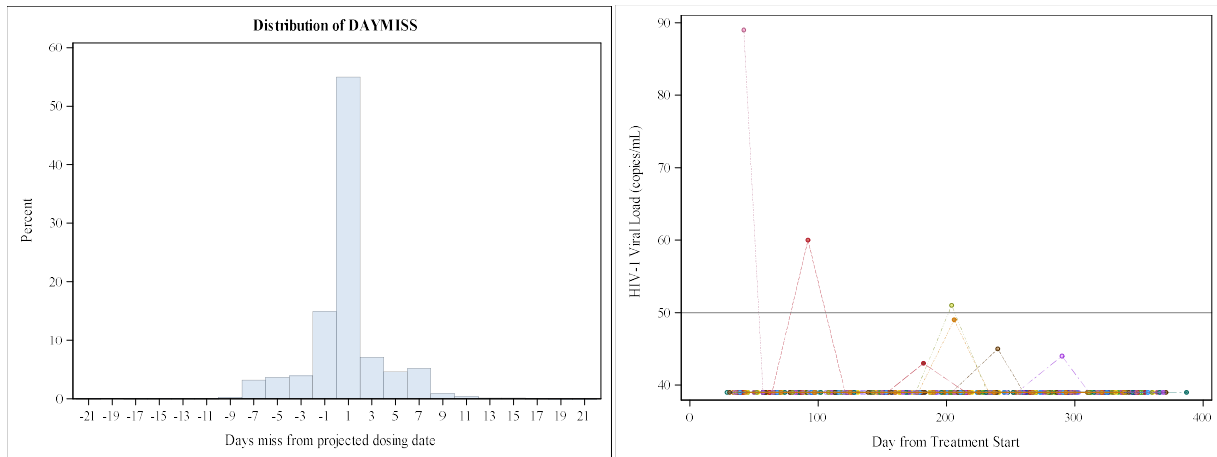 Distribution of DAYMISS
60
50
40
30
20
10
0
Percent
-21 -19 -17 -15 -13 -11 -9 -7 -5 -3 -1 1 3 5 7 9 11 13 15 17 19 21
Days miss from projected dosing date
90
80
70
60
50
40
HIV-1 Viral Load (copies/mL)
0 100 200 300 400
Day from Treatment Start